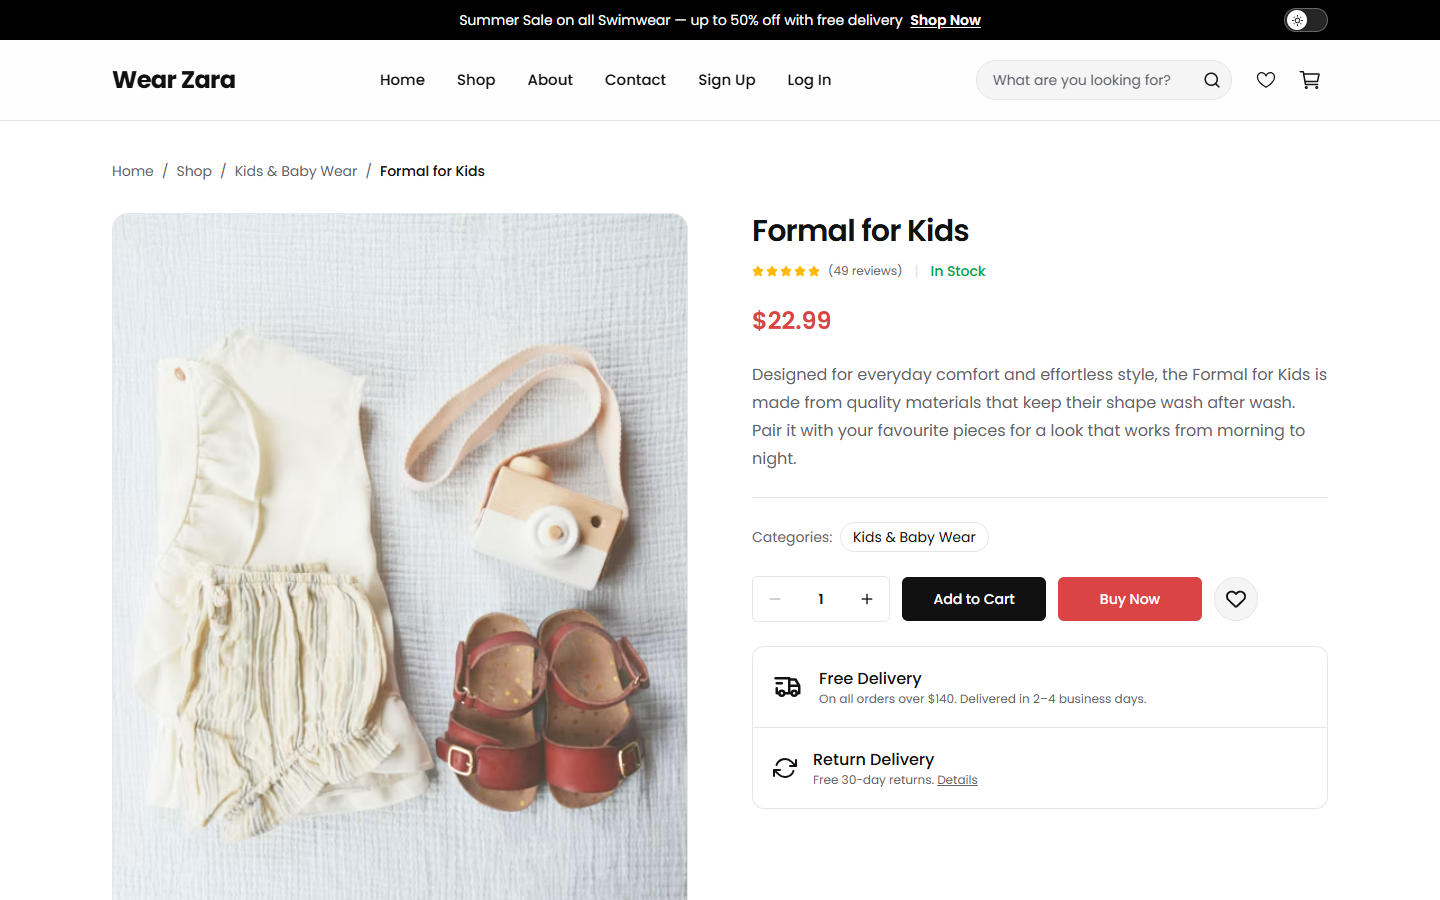 Summer Sale on all Swimwear — up to 50% off with free delivery Shop Now
Wear Zara
Home
Shop
About
Contact
Sign Up
Log In
What are you looking for?
Home / Shop / Kids & Baby Wear / Formal for Kids
Formal for Kids
(49 reviews) | In Stock
$22.99
Designed for everyday comfort and effortless style, the Formal for Kids is
made from quality materials that keep their shape wash after wash.
Pair it with your favourite pieces for a look that works from morning to
night.
Categories: Kids & Baby Wear
1
Add to Cart
Buy Now
Free Delivery
On all orders over $140. Delivered in 2–4 business days.
Return Delivery
Free 30-day returns. Details